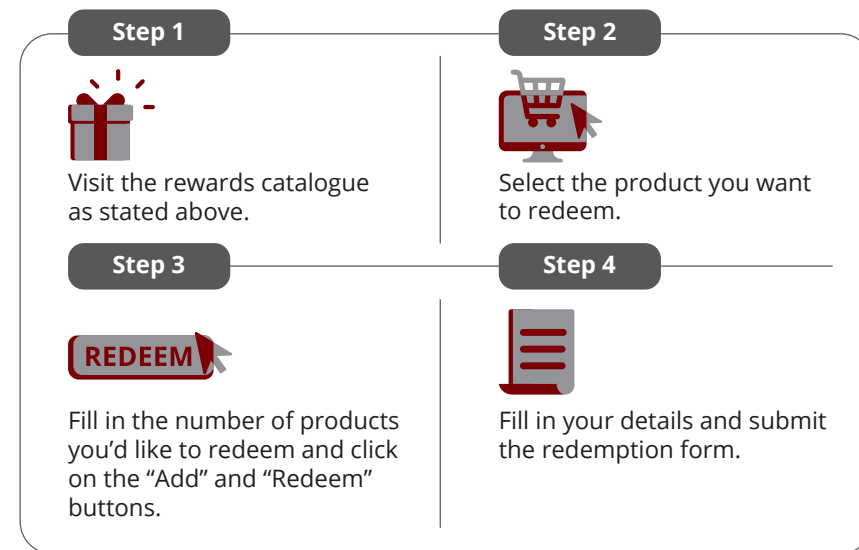 Step 1
Visit the rewards catalogue
as stated above.
Step 2
Select the product you want
to redeem.
Step 3
REDEEM
Fill in the number of products
you’d like to redeem and click
on the “Add” and “Redeem”
buttons.
Step 4
Fill in your details and submit
the redemption form.